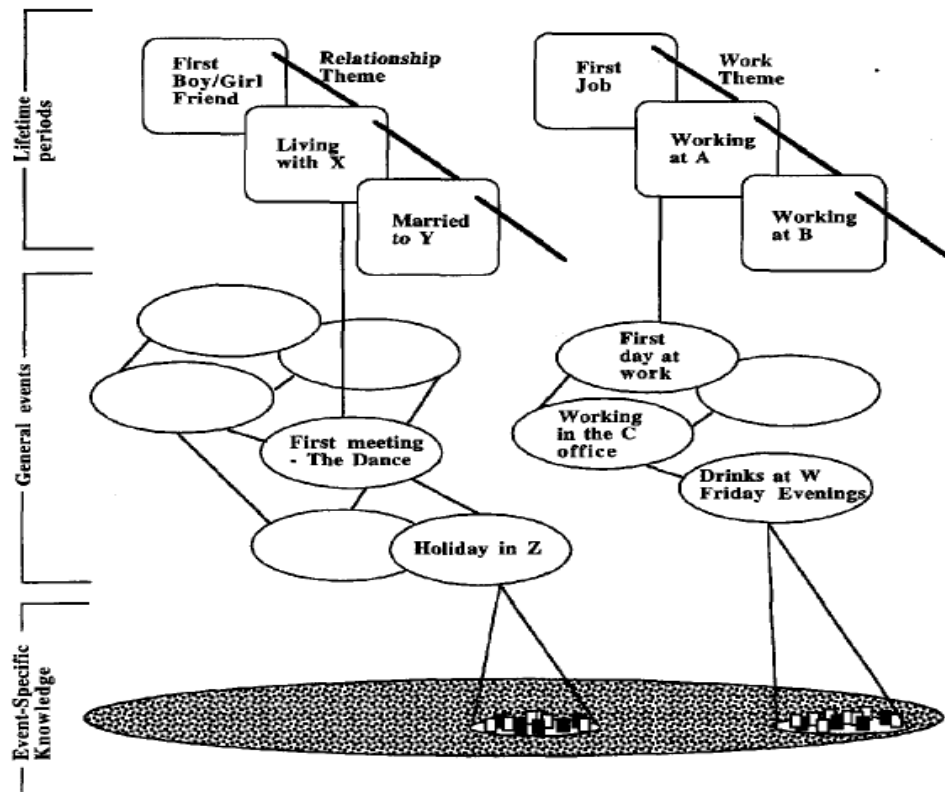 Lifetime
periods
First
Boy/Girl
Friend
Relationship
Theme
Living
with X
Married
to Y
First
Job
Work
Theme
Working
at A
Working
at B
General events
First meeting
- The Dance
Holiday in Z
First
day at
work
Working
in the C
office
Drinks at W
Friday Evenings
Event-Specific
Knowledge